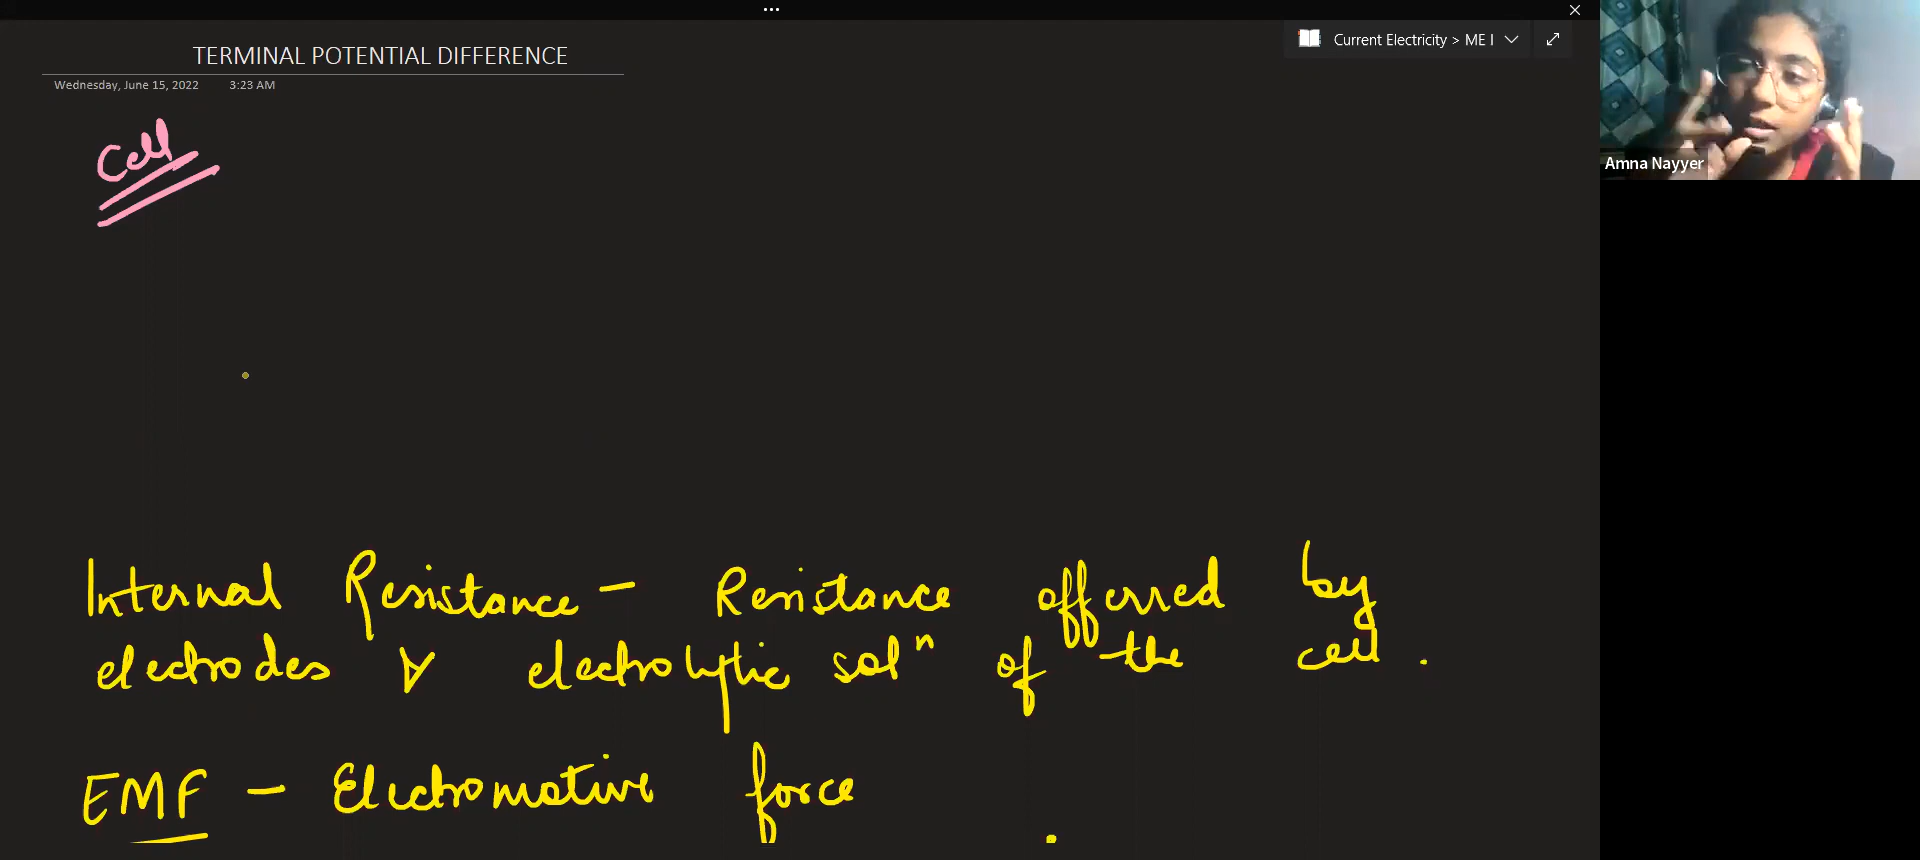 TERMINAL POTENTIAL DIFFERENCE
Wednesday, June 15, 2022 3:23 AM
Current Electricity > ME I
Amna Nayyer
Cell
Internal Resistance - Resistance offerred by
electrodes & electrolytic solⁿ of the cell .
EMF - Electromotive force